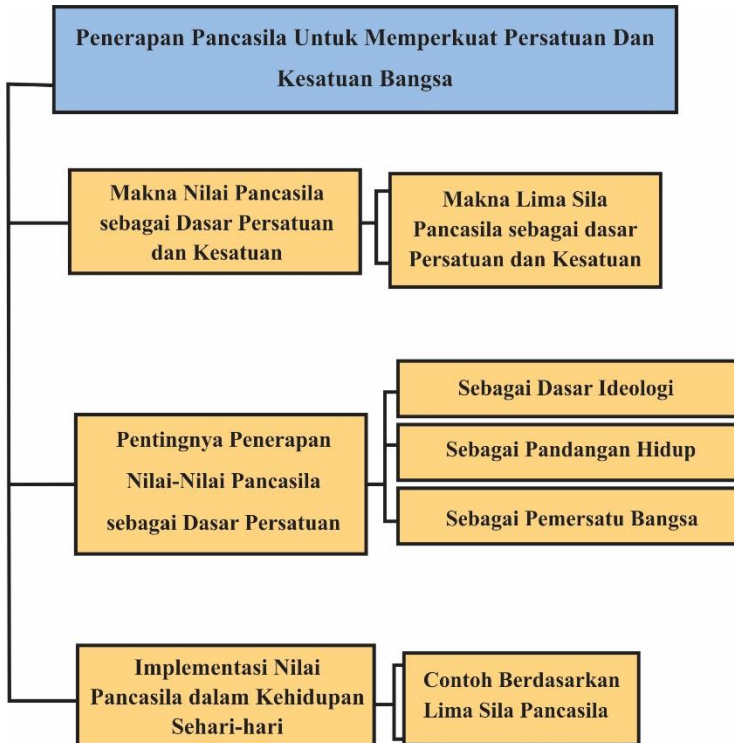 Penerapan Pancasila Untuk Memperkuat Persatuan Dan
Kesatuan Bangsa
Makna Nilai Pancasila
sebagai Dasar Persatuan
dan Kesatuan
Makna Lima Sila
Pancasila sebagai dasar
Persatuan dan Kesatuan
Pentingnya Penerapan
Nilai-Nilai Pancasila
sebagai Dasar Persatuan
Sebagai Dasar Ideologi
Sebagai Pandangan Hidup
Sebagai Pemersatu Bangsa
Implementasi Nilai
Pancasila dalam Kehidupan
Sehari-hari
Contoh Berdasarkan
Lima Sila Pancasila